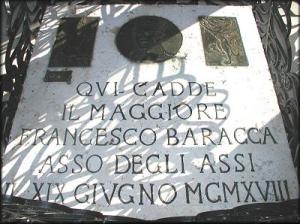 QVI CADDE
IL MAGGIORE
FRANCESCO BARACCA
ASSO DEGLI ASSI
XIX GIVGNO MCMXVIII